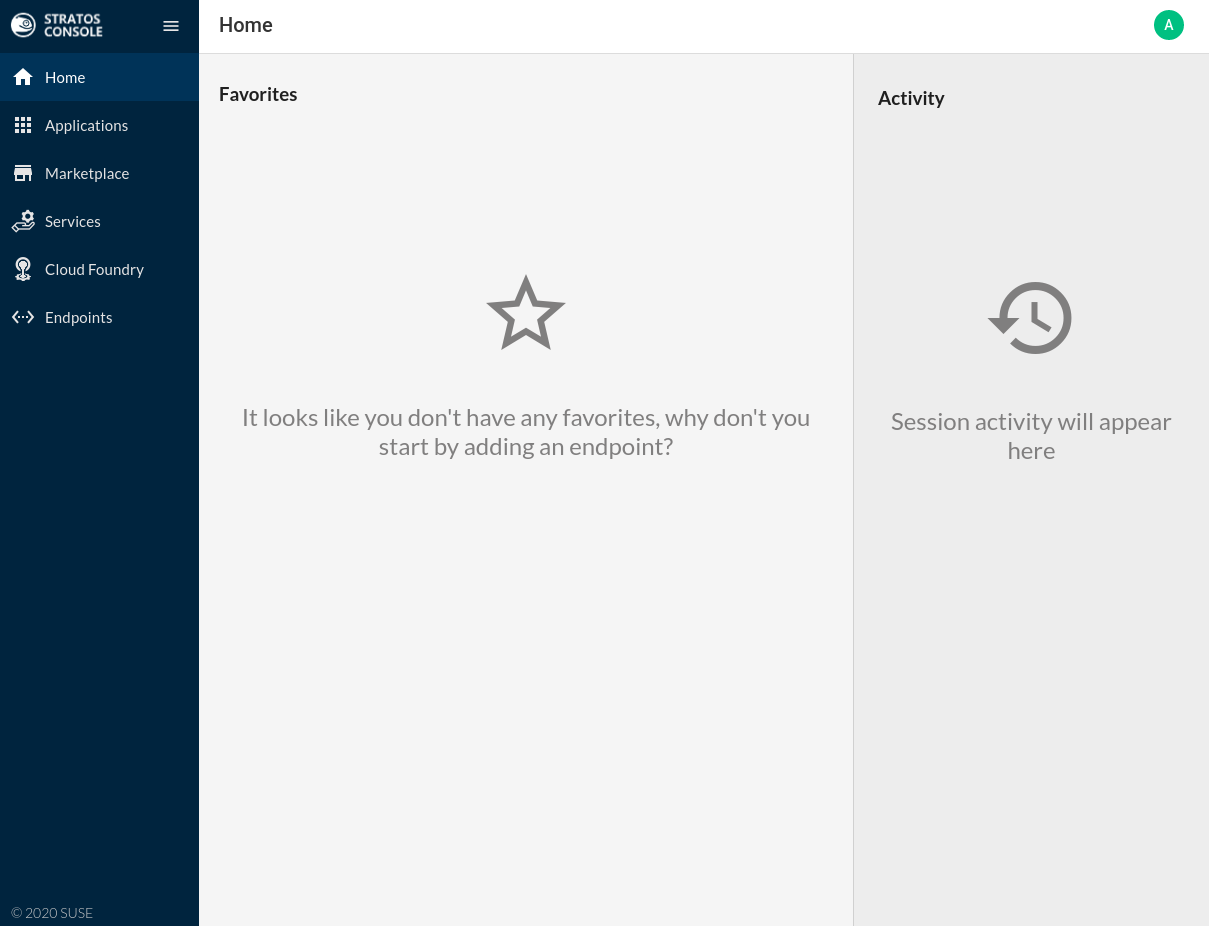 STRATOS
CONSOLE
Home
Applications
Marketplace
Services
Cloud Foundry
Endpoints
© 2020 SUSE
Home
A
Favorites
It looks like you don't have any favorites, why don't you
start by adding an endpoint?
Activity
Session activity will appear
here